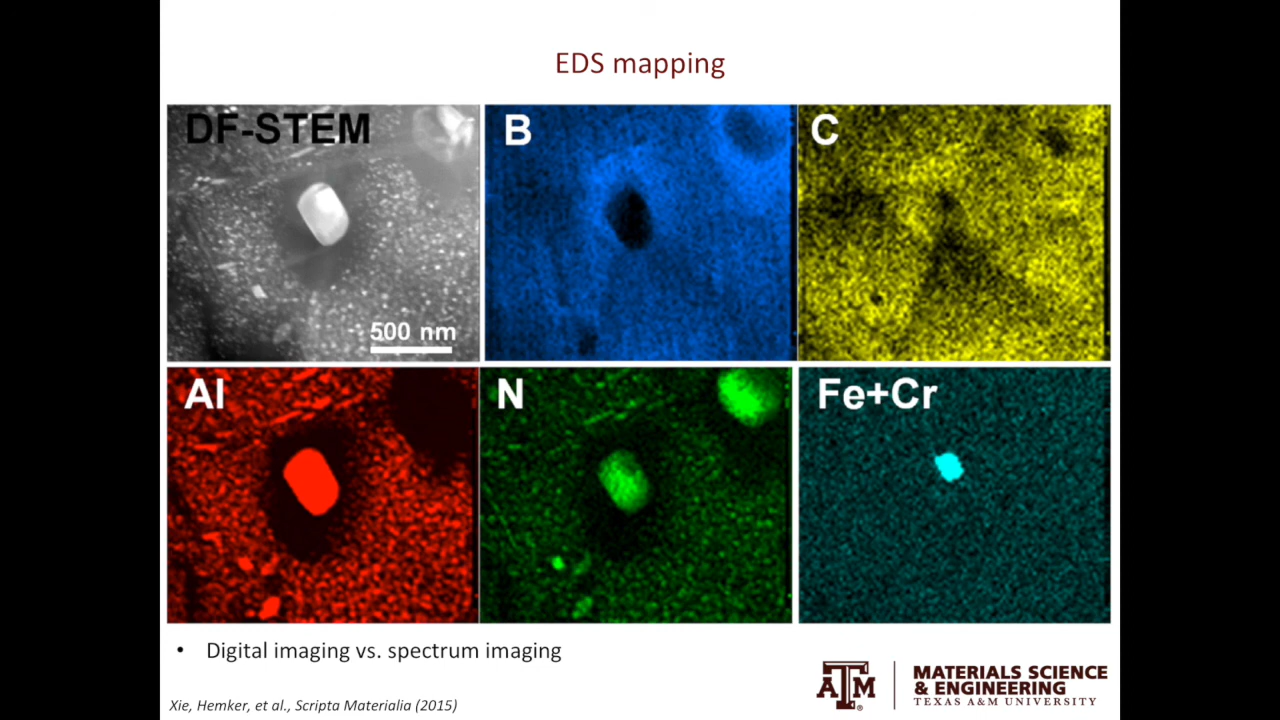 EDS mapping
DF-STEM
B
C
500 nm
Al
N
Fe+Cr
• Digital imaging vs. spectrum imaging
Xie, Hemker, et al., Scripta Materialia (2015)
ATM
MATERIALS SCIENCE
& ENGINEERING
TEXAS A&M UNIVERSITY